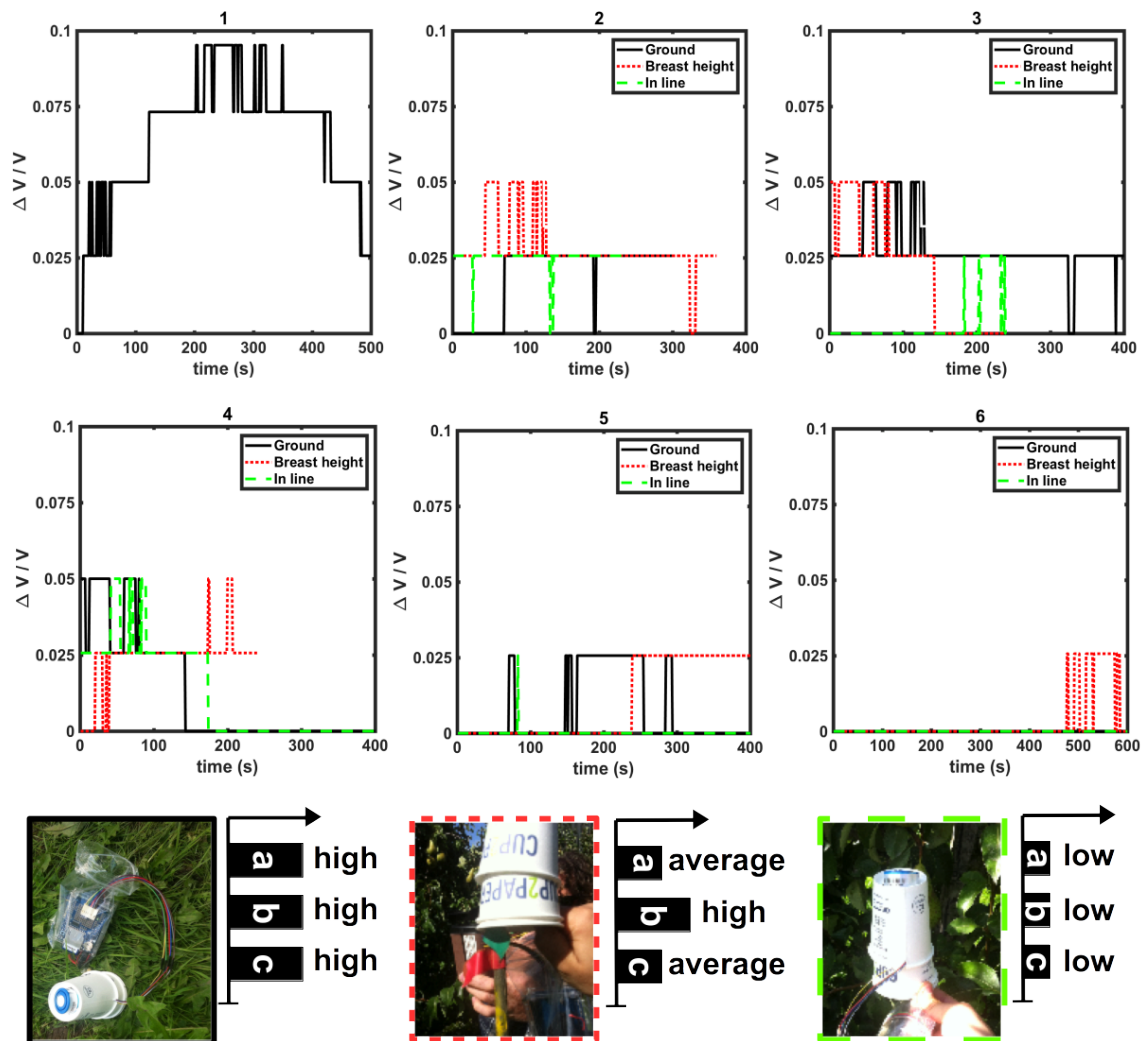 1
0.1
0.075
0.05
0.025
0
Δ V / V
0 100 200 300 400 500
time (s)
2
Ground
Breast height
In line
0.1
0.075
0.05
0.025
0
Δ V / V
0 100 200 300 400
time (s)
3
Ground
Breast height
In line
0.1
0.075
0.05
0.025
0
Δ V / V
0 100 200 300 400
time (s)
4
Ground
Breast height
In line
0.1
0.075
0.05
0.025
0
Δ V / V
0 100 200 300 400
time (s)
5
Ground
Breast height
In line
0.1
0.075
0.05
0.025
0
Δ V / V
0 100 200 300 400
time (s)
6
Ground
Breast height
In line
0.1
0.075
0.05
0.025
0
Δ V / V
0 100 200 300 400 500 600
time (s)
a high
b high
c high
CUP
CUP2PAPE
a average
b high
c average
CUP
a low
b low
c low